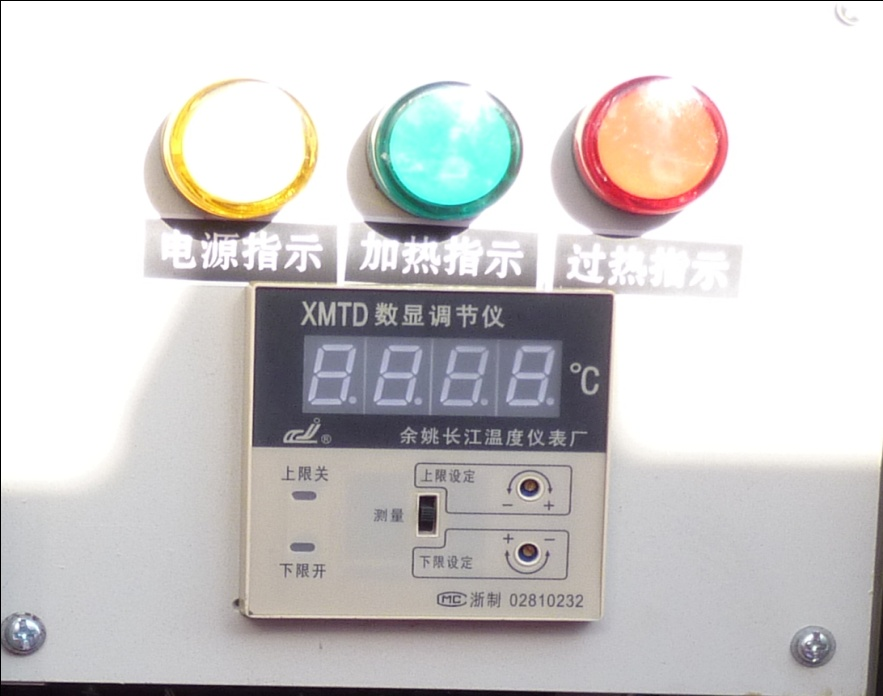 电源指示 加热指示 过热指示
XMTD 数显调节仪
8.8.8.8.
°C
®
余姚长江温度仪表厂
上限关
上限设定
- +
测量
+ -
下限设定
下限开
MC 浙制 02810232